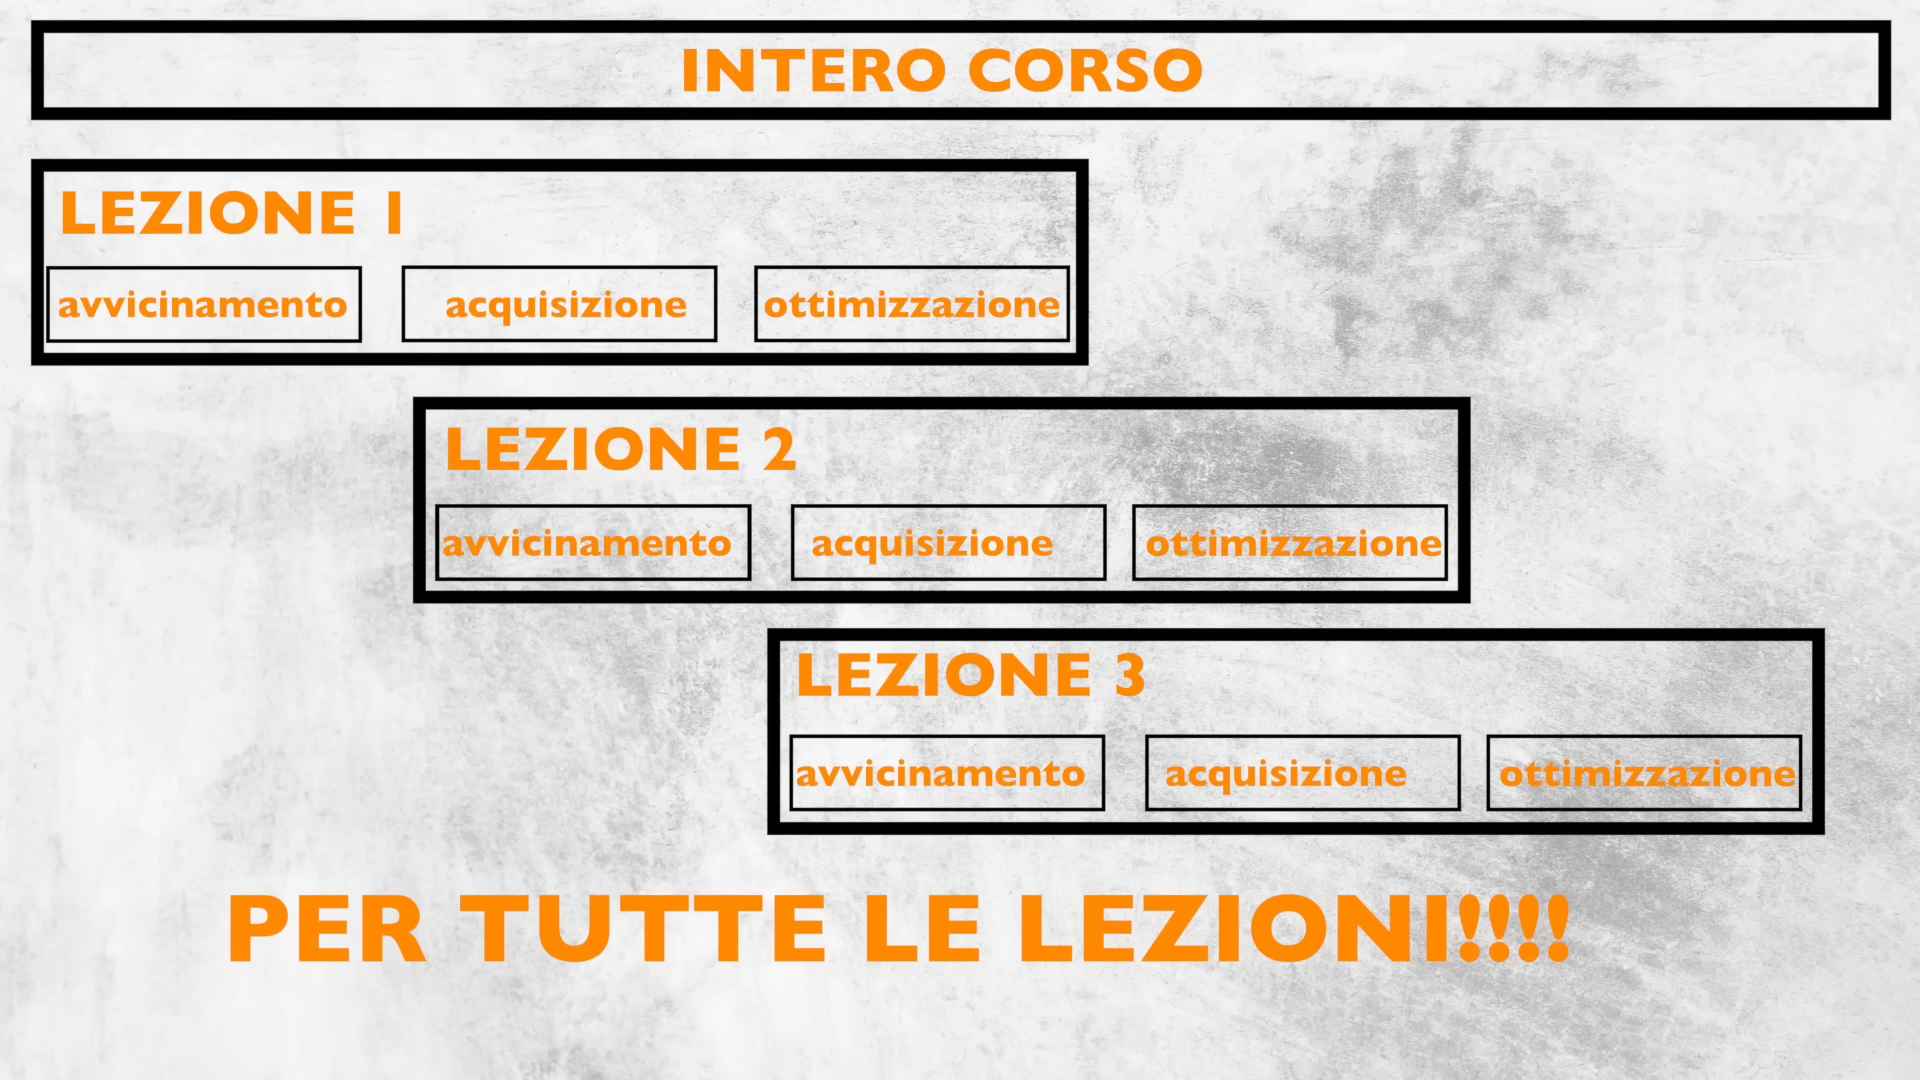 INTERO CORSO
LEZIONE 1
avvicinamento acquisizione ottimizzazione
LEZIONE 2
avvicinamento acquisizione ottimizzazione
LEZIONE 3
avvicinamento acquisizione ottimizzazione
PER TUTTE LE LEZIONI!!!!